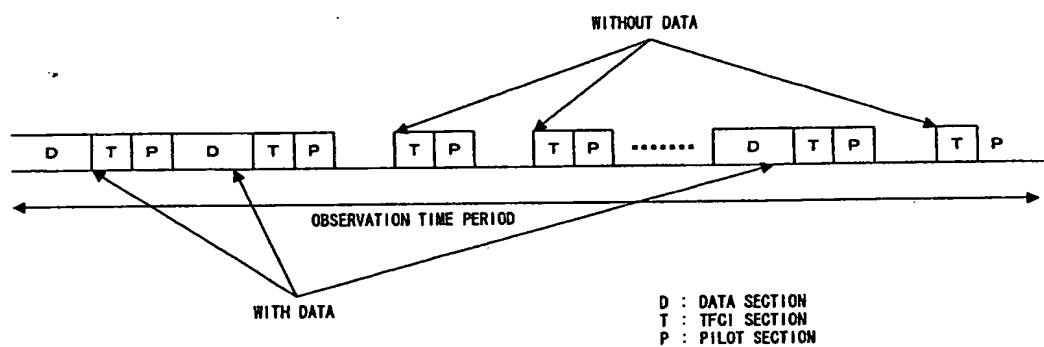 WITHOUT DATA
D T P D T P T P T P ....... D T P T P
OBSERVATION TIME PERIOD
WITH DATA
D : DATA SECTION
T : TFCI SECTION
P : PILOT SECTION